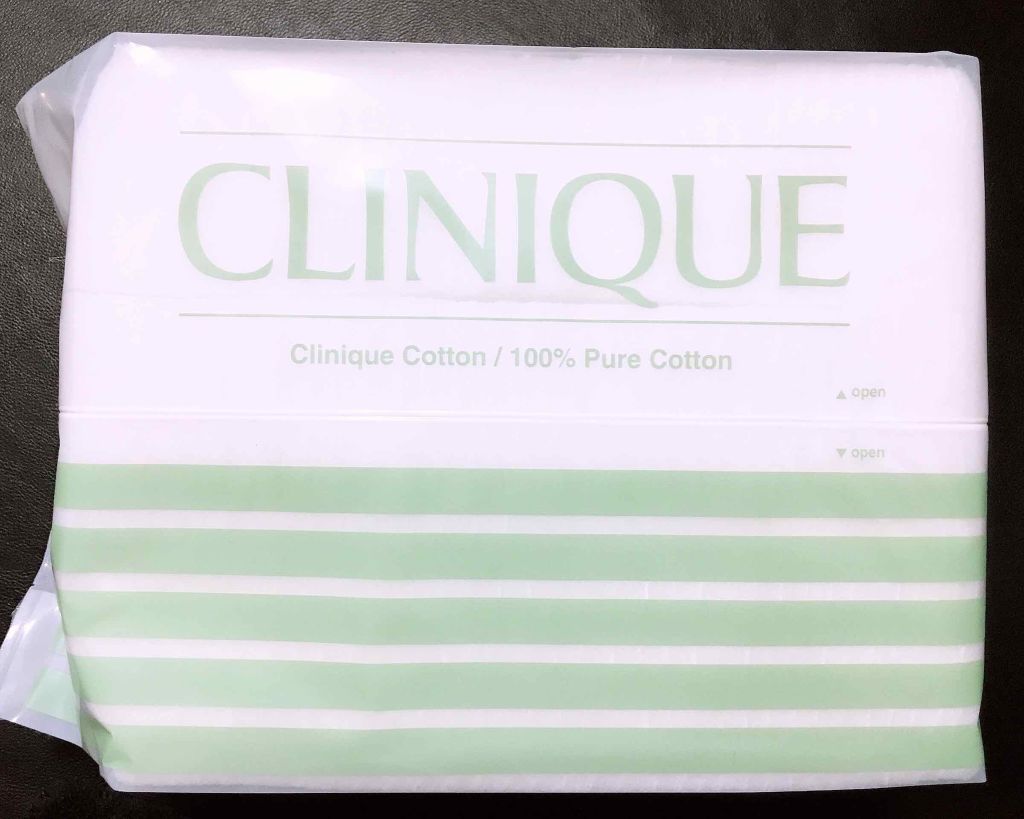 CLINIQUE
Clinique Cotton / 100% Pure Cotton
▲ open
▼ open